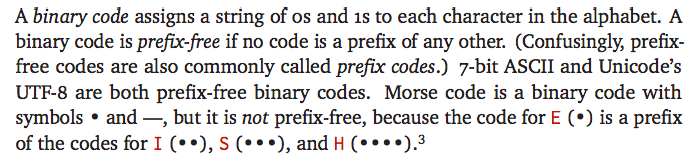 A binary code assigns a string of 0s and 1s to each character in the alphabet. A
binary code is prefix-free if no code is a prefix of any other. (Confusingly, prefix-
free codes are also commonly called prefix codes.) 7-bit ASCII and Unicode's
UTF-8 are both prefix-free binary codes. Morse code is a binary code with
symbols • and —, but it is not prefix-free, because the code for E (•) is a prefix
of the codes for I (••), S (•••), and H (••••).³